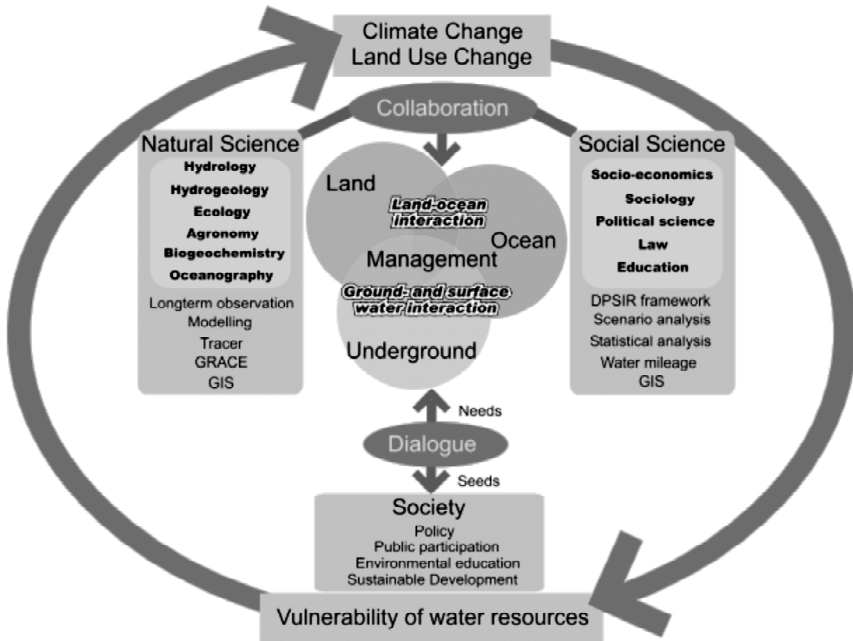 Climate Change
Land Use Change
Collaboration
Natural Science
Hydrology
Hydrogeology
Ecology
Agronomy
Biogeochemistry
Oceanography
Longterm observation
Modelling
Tracer
GRACE
GIS
Land
Land-ocean
interaction
Ocean
Management
Ground- and surface
water interaction
Underground
Social Science
Socio-economics
Sociology
Political science
Law
Education
DPSIR framework
Scenario analysis
Statistical analysis
Water mileage
GIS
Needs
Dialogue
Seeds
Society
Policy
Public participation
Environmental education
Sustainable Development
Vulnerability of water resources